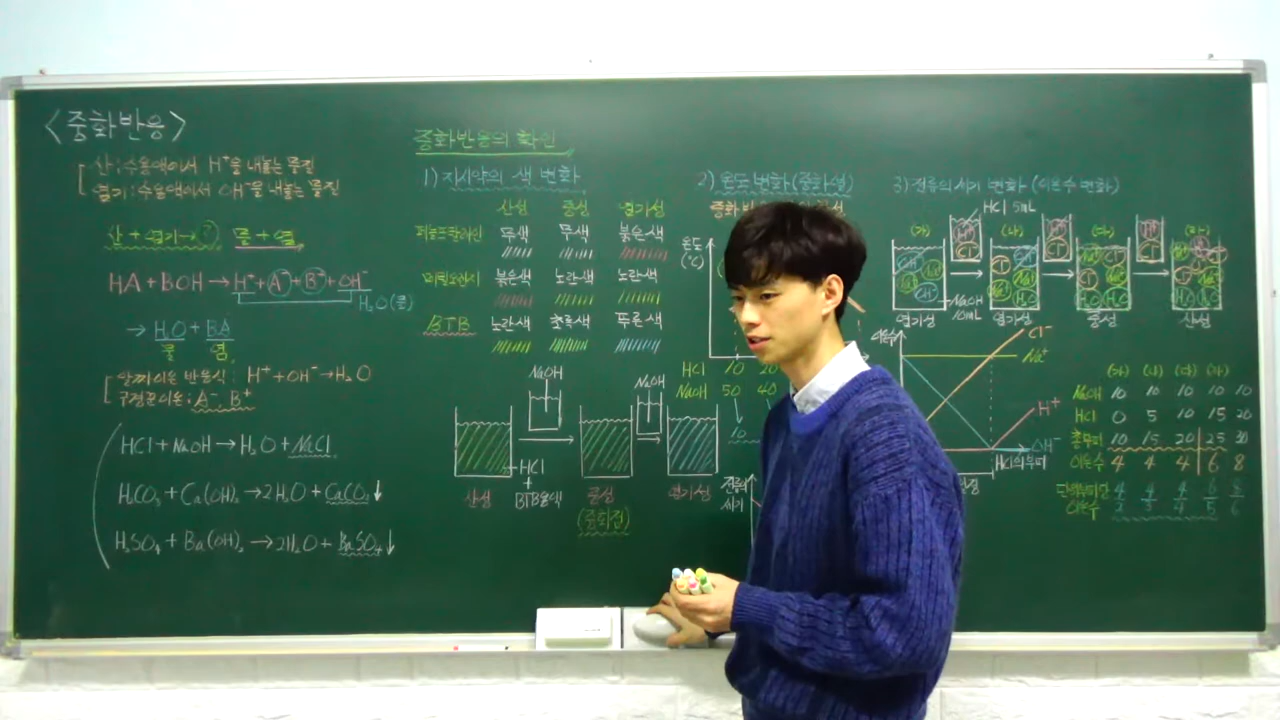 <중화반응>
산 : 수용액에서 H⁺을 내놓는 물질
염기 : 수용액에서 OH⁻을 내놓는 물질
산 + 염기 → 물 + 염
HA + BOH → H⁺ + A⁻ + B⁺ + OH⁻
H₂O (물)
→ H₂O + BA
물 염
알짜이온 반응식 : H⁺ + OH⁻ → H₂O
구경꾼이온 : A⁻, B⁺
HCl + NaOH → H₂O + NaCl
H₂CO₃ + Ca(OH)₂ → 2H₂O + CaCO₃↓
H₂SO₄ + Ba(OH)₂ → 2H₂O + BaSO₄↓
중화반응의 확인
1) 지시약의 색 변화
산성 중성 염기성
페놀프탈레인 무색 무색 붉은색
메틸오렌지 붉은색 노란색 노란색
BTB 노란색 초록색 푸른색
NaOH NaOH
HCl
+
BTB용액
산성 중성 염기성
(중화점)
2) 온도 변화 (중화열)
온도
(℃)
HCl 10 20
NaOH 50 40
10
전류의
세기
3) 전류의 세기 변화 (이온수 변화)
HCl 5mL
(가) (나) (다) (라)
NaOH
10mL
염기성 염기성 중성 산성
이온수
Cl⁻
Na⁺
H⁺
OH⁻
HCl의 부피
(가) (나) (다) (라)
NaOH 10 10 10 10 10
HCl 0 5 10 15 20
총부피 10 15 20 25 30
이온수 4 4 4 6 8
단위부피당
이온수